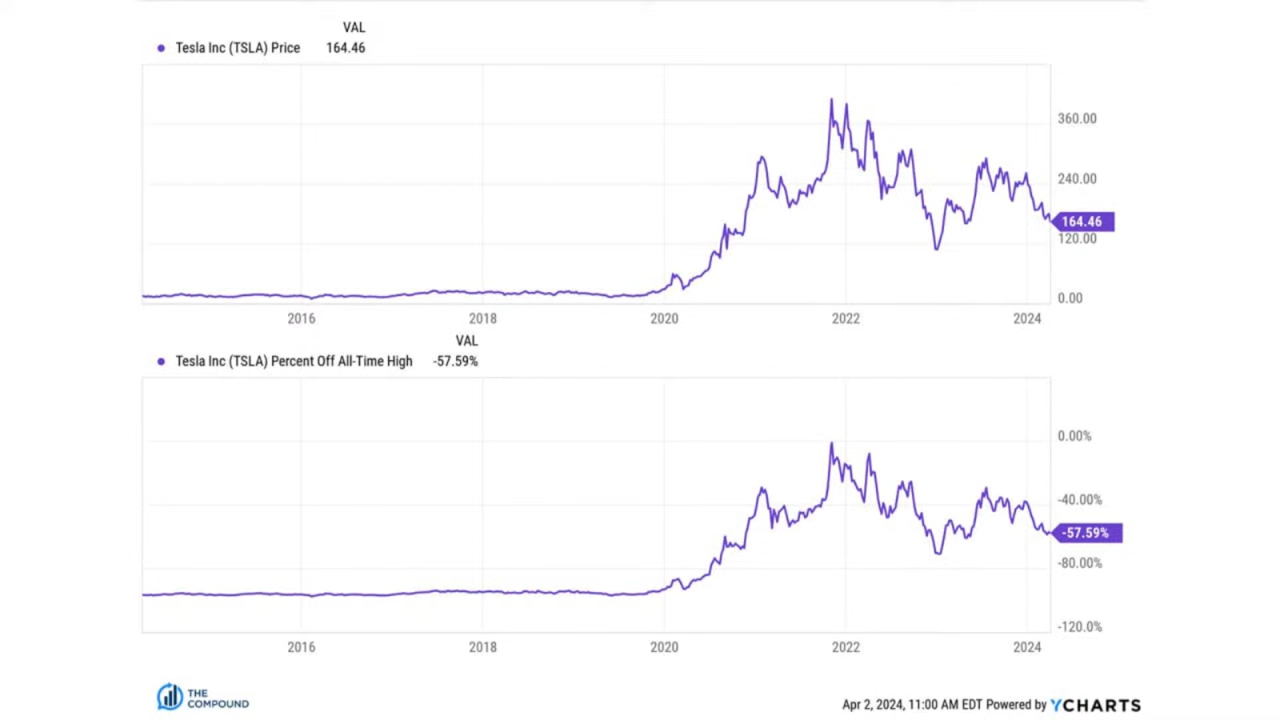 VAL
Tesla Inc (TSLA) Price 164.46
360.00
240.00
164.46
120.00
0.00
2016 2018 2020 2022 2024
VAL
Tesla Inc (TSLA) Percent Off All-Time High -57.59%
0.00%
-40.00%
-57.59%
-80.00%
-120.0%
2016 2018 2020 2022 2024
THE
COMPOUND
Apr 2, 2024, 11:00 AM EDT Powered by YCHARTS